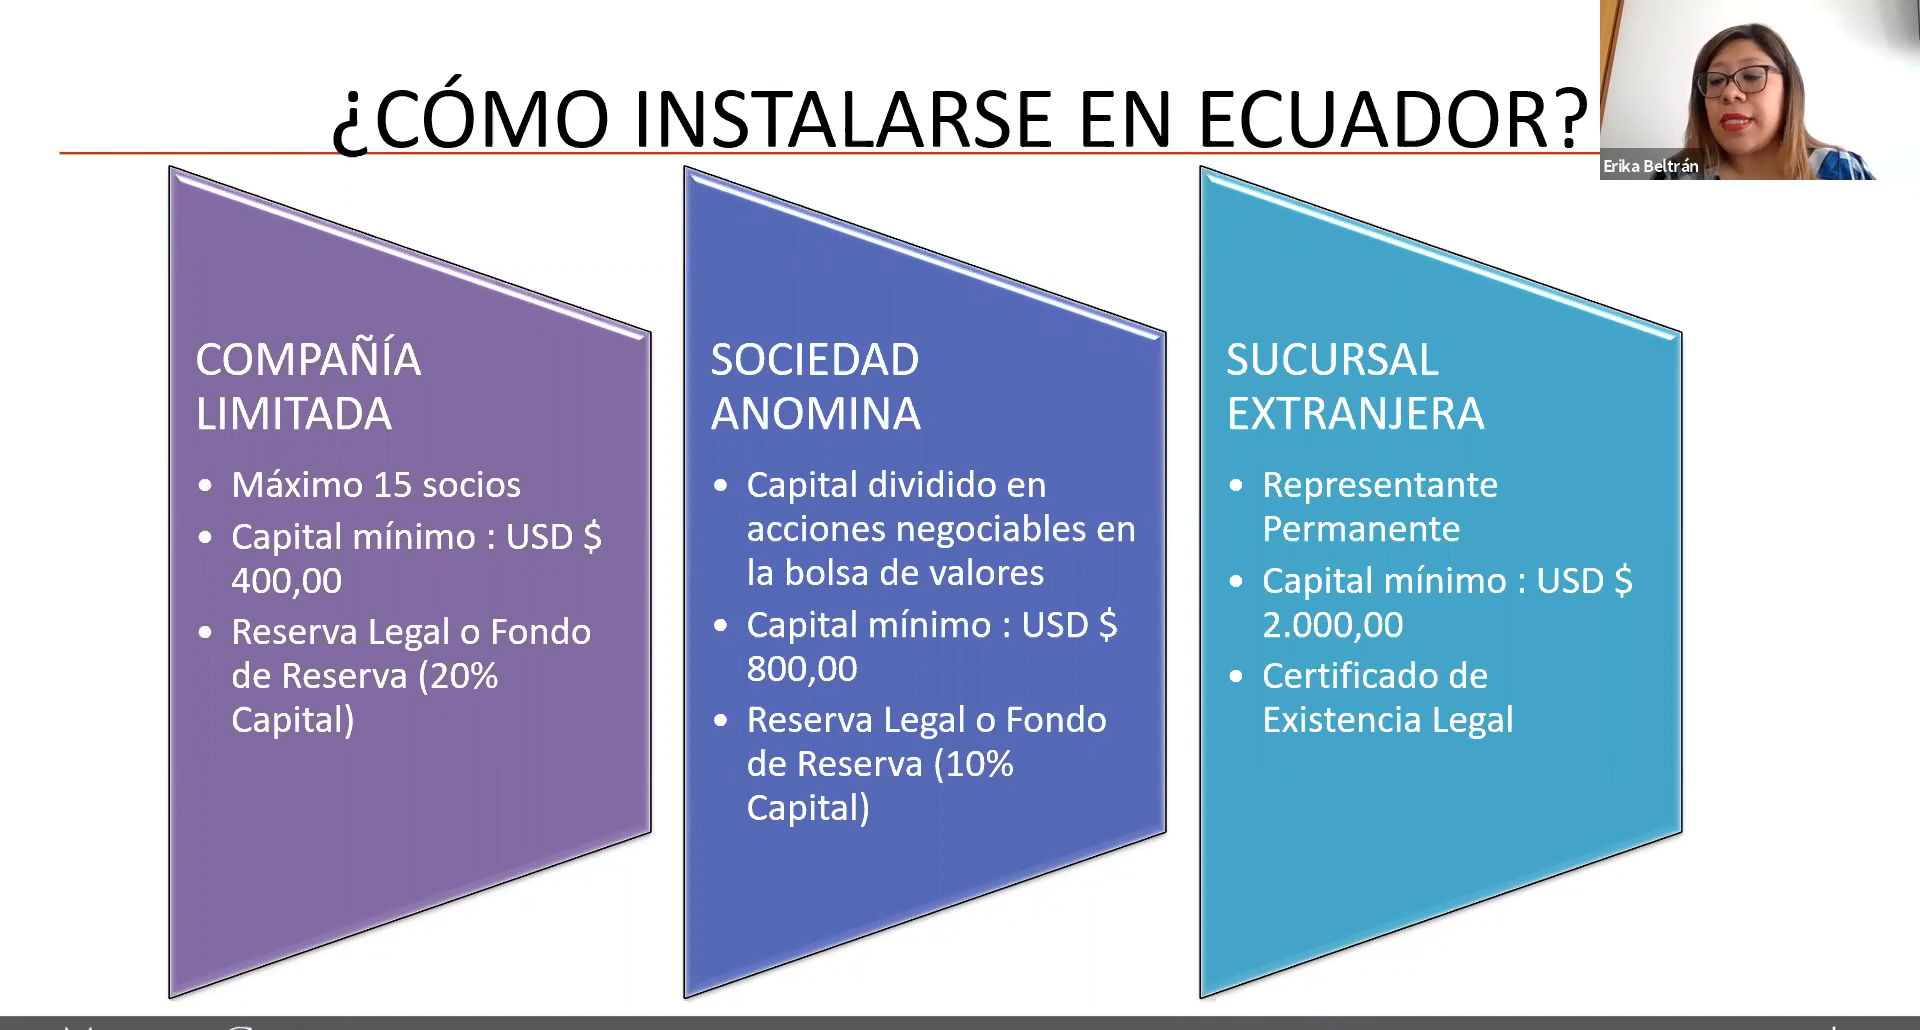 ¿CÓMO INSTALARSE EN ECUADOR?
Erika Beltrán
COMPAÑÍA
LIMITADA
• Máximo 15 socios
• Capital mínimo : USD $
400,00
• Reserva Legal o Fondo
de Reserva (20%
Capital)
SOCIEDAD
ANOMINA
• Capital dividido en
acciones negociables en
la bolsa de valores
• Capital mínimo : USD $
800,00
• Reserva Legal o Fondo
de Reserva (10%
Capital)
SUCURSAL
EXTRANJERA
• Representante
Permanente
• Capital mínimo : USD $
2.000,00
• Certificado de
Existencia Legal